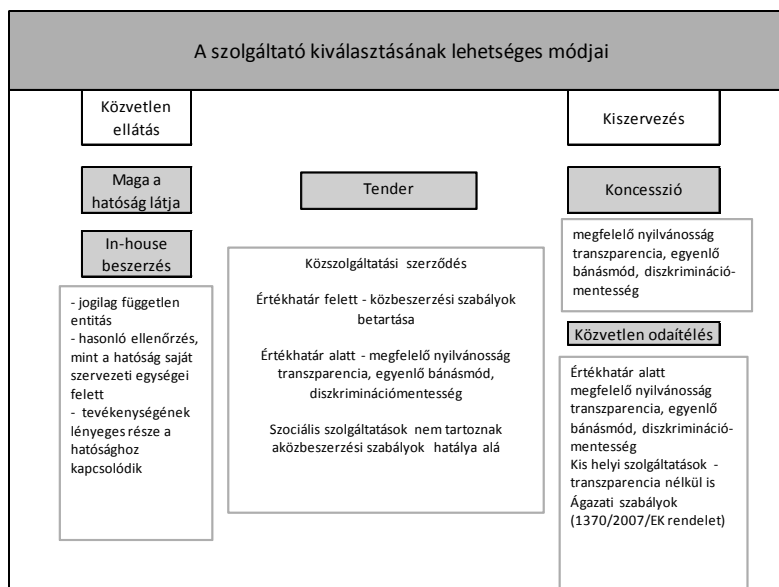 A szolgáltató kiválasztásának lehetséges módjai
Közvetlen
ellátás
Maga a
hatóság látja
In-house
beszerzés
- jogilag független
entitás
- hasonló ellenőrzés,
mint a hatóság saját
szervezeti egységei
felett
- tevékenységének
lényeges része a
hatósághoz
kapcsolódik
Tender
Közszolgáltatási szerződés
Értékhatár felett - közbeszerzési szabályok
betartása
Értékhatár alatt - megfelelő nyilvánosság
transzparencia, egyenlő bánásmód,
diszkriminációmentesség
Szociális szolgáltatások nem tartoznak
aközbeszerzési szabályok hatálya alá
Kiszervezés
Koncesszió
megfelelő nyilvánosság
transzparencia, egyenlő
bánásmód, diszkrimináció-
mentesség
Közvetlen odaítélés
Értékhatár alatt
megfelelő nyilvánosság
transzparencia, egyenlő
bánásmód, diszkrimináció-
mentesség
Kis helyi szolgáltatások -
transzparencia nélkül is
Ágazati szabályok
(1370/2007/EK rendelet)